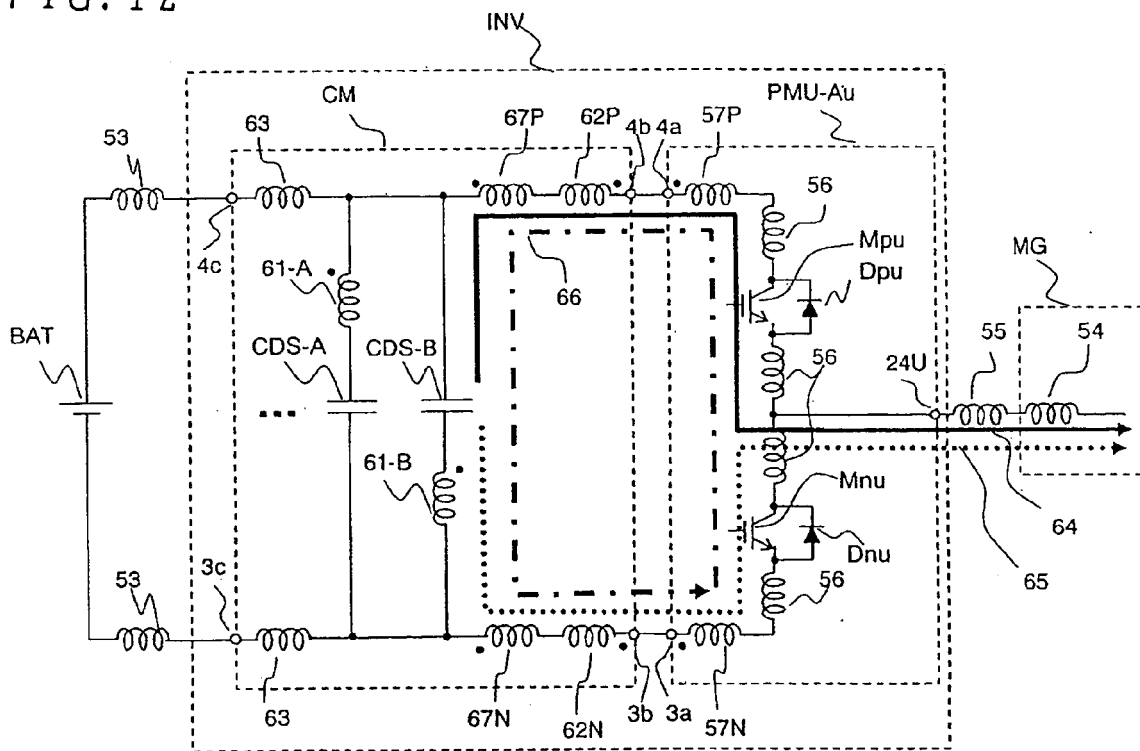 FIG. 12
INV
CM
PMU-Au
67P
62P
4b
4a
57P
53
63
4c
56
Mpu
Dpu
MG
61-A
66
BAT
CDS-A
CDS-B
56
24U
55
54
61-B
Mnu
64
Dnu
65
3c
53
56
63
67N
62N
3b
3a
57N